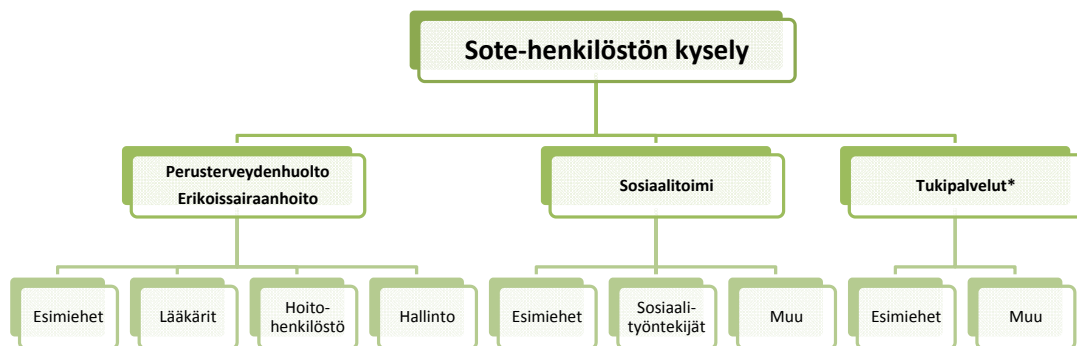 Sote-henkilöstön kysely
Perusterveydenhuolto
Erikoissairaanhoito
Sosiaalitoimi
Tukipalvelut*
Esimiehet
Lääkärit
Hoito-
henkilöstö
Hallinto
Esimiehet
Sosiaali-
työntekijät
Muu
Esimiehet
Muu